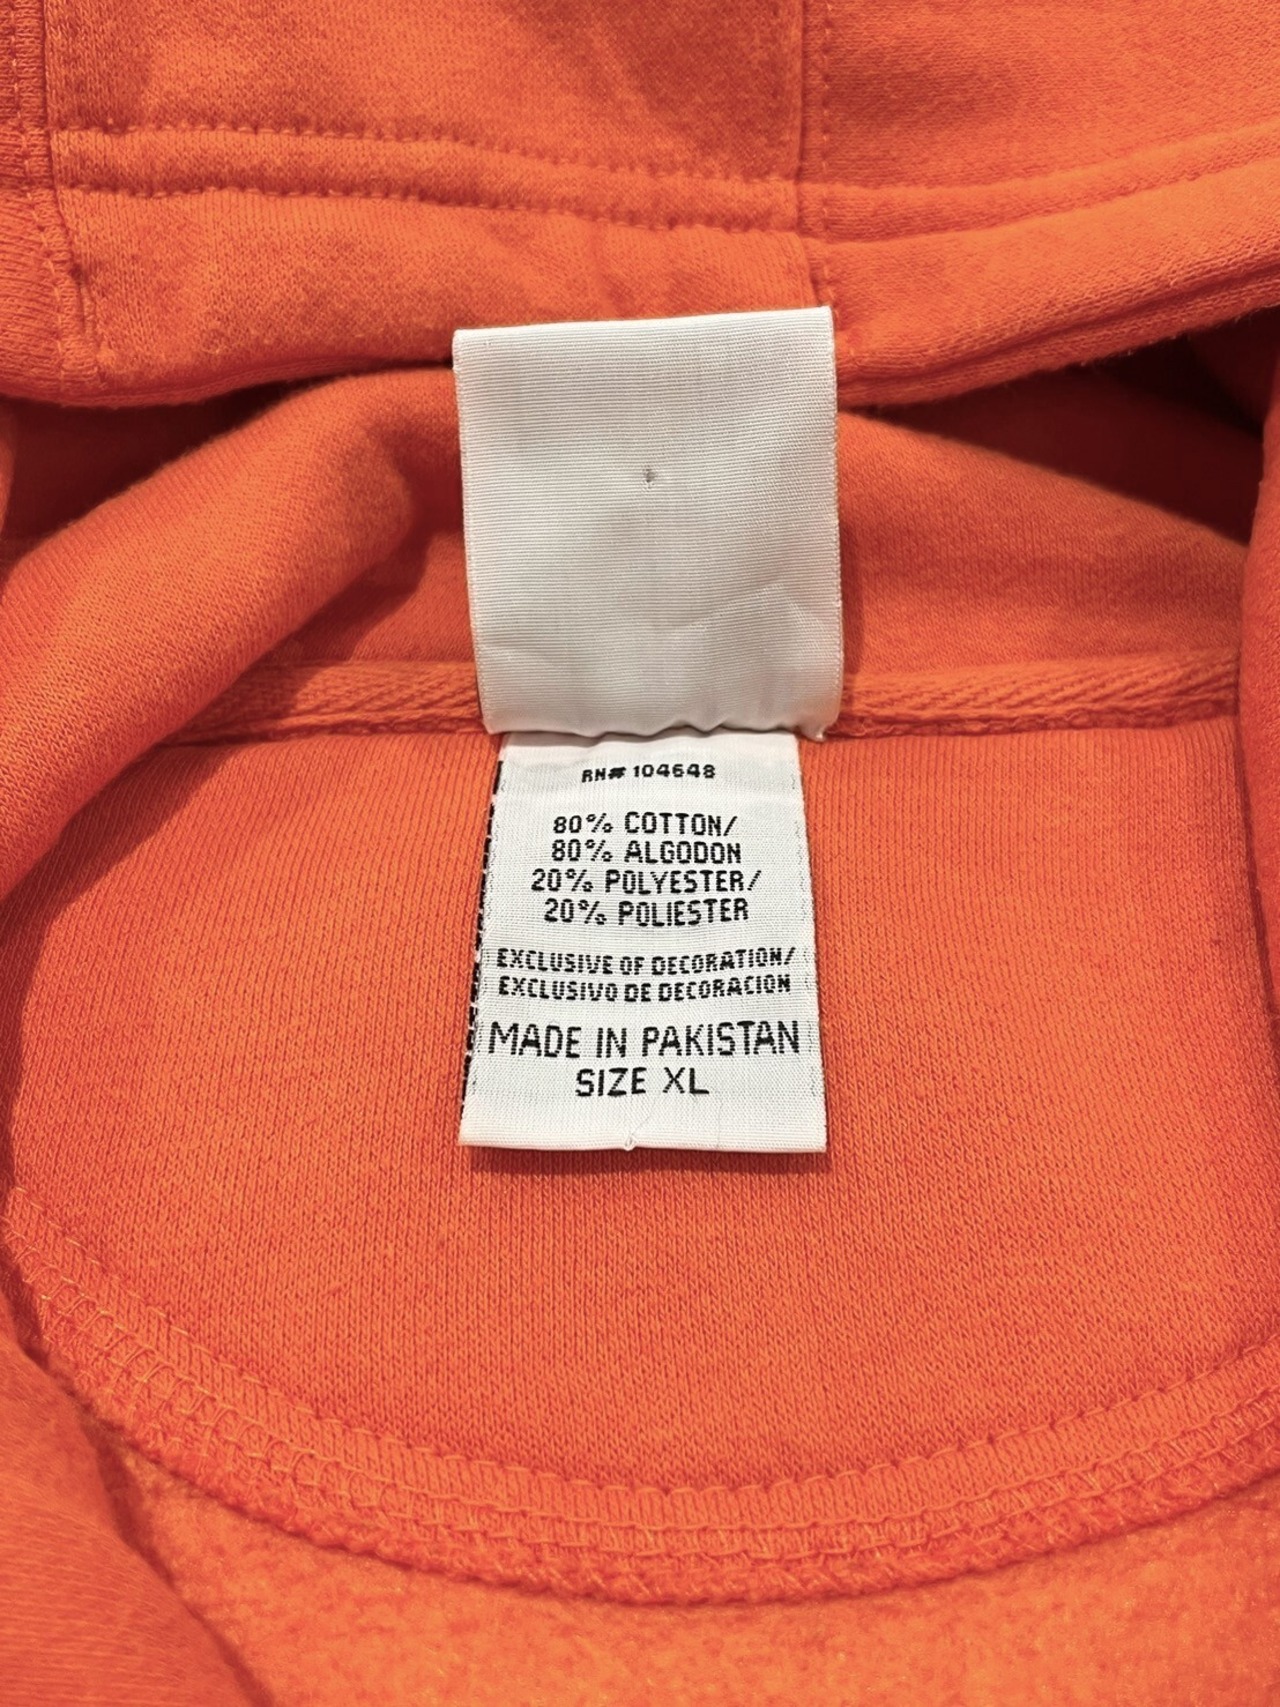 RN# 104648
80% COTTON/
80% ALGODON
20% POLYESTER/
20% POLIESTER
EXCLUSIVE OF DECORATION/
EXCLUSIVO DE DECORACION
MADE IN PAKISTAN
SIZE XL